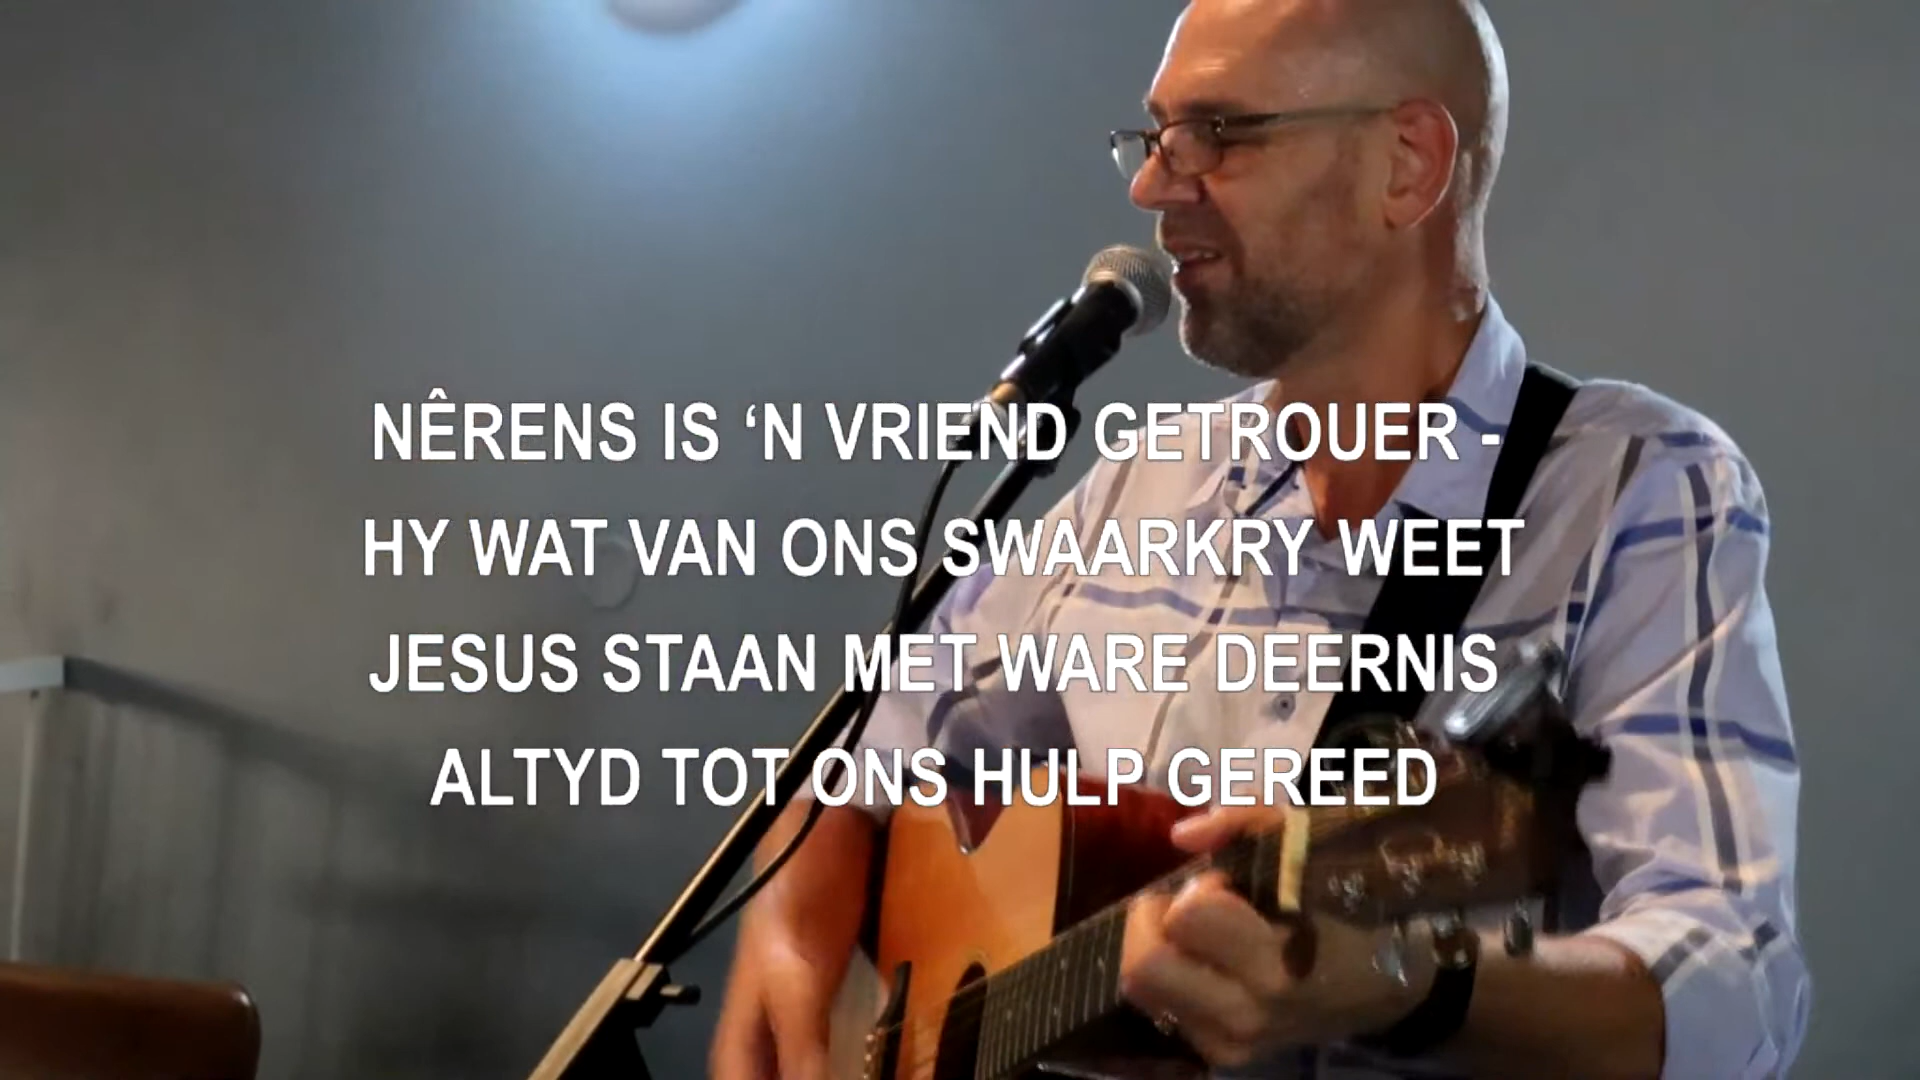 NÊRENS IS ‘N VRIEND GETROUER -
HY WAT VAN ONS SWAARKRY WEET
JESUS STAAN MET WARE DEERNIS
ALTYD TOT ONS HULP GEREED